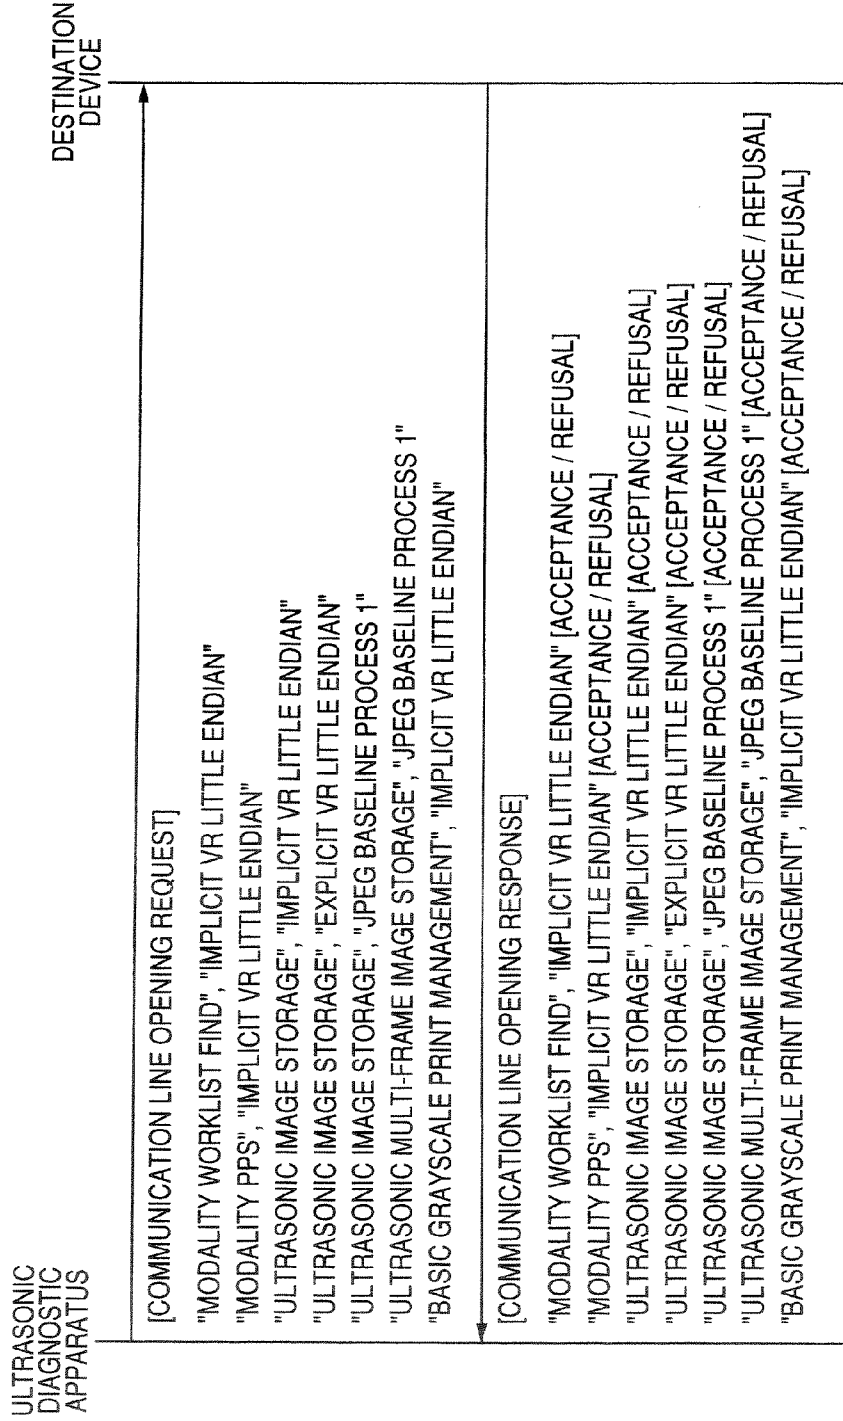 ULTRASONIC
DIAGNOSTIC
APPARATUS
DESTINATION
DEVICE
[COMMUNICATION LINE OPENING REQUEST]
"MODALITY WORKLIST FIND", "IMPLICIT VR LITTLE ENDIAN"
"MODALITY PPS", "IMPLICIT VR LITTLE ENDIAN"
"ULTRASONIC IMAGE STORAGE", "IMPLICIT VR LITTLE ENDIAN"
"ULTRASONIC IMAGE STORAGE", "EXPLICIT VR LITTLE ENDIAN"
"ULTRASONIC IMAGE STORAGE", "JPEG BASELINE PROCESS 1"
"ULTRASONIC MULTI-FRAME IMAGE STORAGE", "JPEG BASELINE PROCESS 1"
"BASIC GRAYSCALE PRINT MANAGEMENT", "IMPLICIT VR LITTLE ENDIAN"
[COMMUNICATION LINE OPENING RESPONSE]
"MODALITY WORKLIST FIND", "IMPLICIT VR LITTLE ENDIAN" [ACCEPTANCE / REFUSAL]
"MODALITY PPS", "IMPLICIT VR LITTLE ENDIAN" [ACCEPTANCE / REFUSAL]
"ULTRASONIC IMAGE STORAGE", "IMPLICIT VR LITTLE ENDIAN" [ACCEPTANCE / REFUSAL]
"ULTRASONIC IMAGE STORAGE", "EXPLICIT VR LITTLE ENDIAN" [ACCEPTANCE / REFUSAL]
"ULTRASONIC IMAGE STORAGE", "JPEG BASELINE PROCESS 1" [ACCEPTANCE / REFUSAL]
"ULTRASONIC MULTI-FRAME IMAGE STORAGE", "JPEG BASELINE PROCESS 1" [ACCEPTANCE / REFUSAL]
"BASIC GRAYSCALE PRINT MANAGEMENT", "IMPLICIT VR LITTLE ENDIAN" [ACCEPTANCE / REFUSAL]